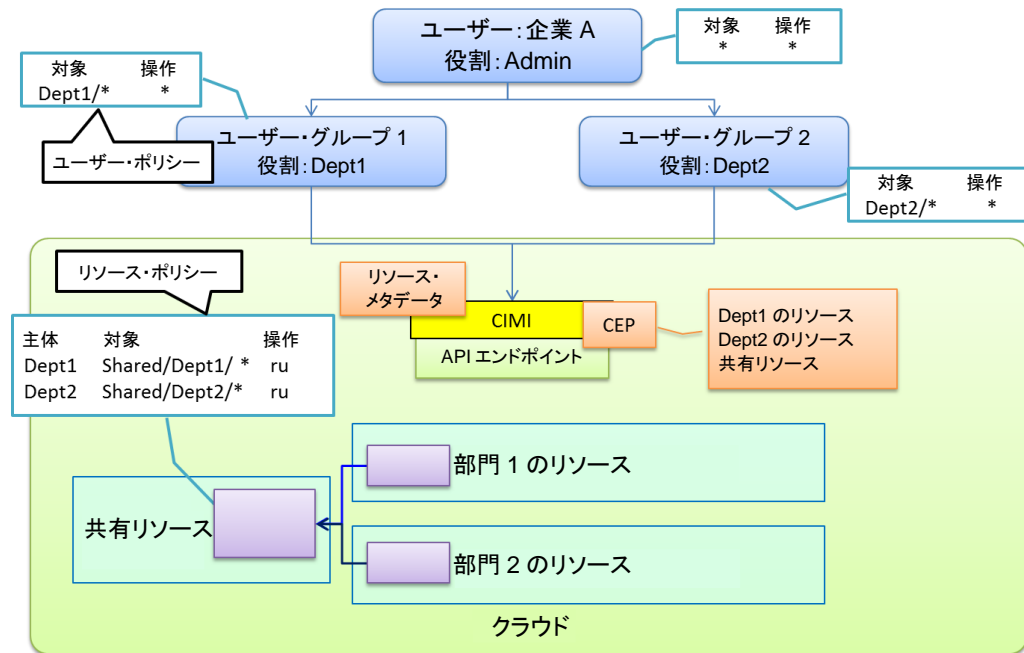 ユーザー:企業 A
役割:Admin
対象 操作
* *
対象 操作
Dept1/* *
ユーザー・ポリシー
ユーザー・グループ 1
役割:Dept1
ユーザー・グループ 2
役割:Dept2
対象 操作
Dept2/* *
リソース・ポリシー
主体 対象 操作
Dept1 Shared/Dept1/ * ru
Dept2 Shared/Dept2/* ru
リソース・
メタデータ
CIMI
CEP
API エンドポイント
Dept1 のリソース
Dept2 のリソース
共有リソース
部門 1 のリソース
共有リソース
部門 2 のリソース
クラウド